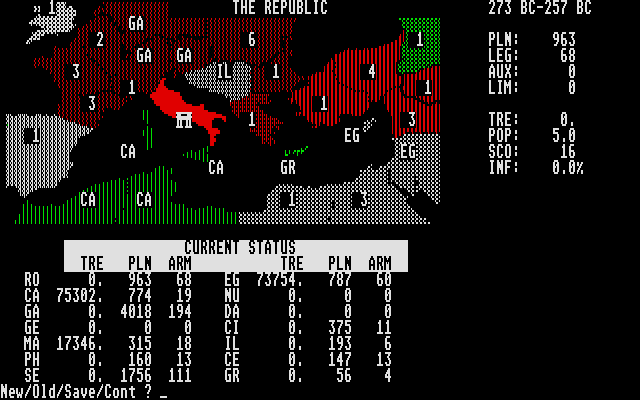 THE REPUBLIC 273 BC-257 BC
1 GA 1
2 6 PLN: 963
GA GA LEG: 68
3 IL 1 4 AUX: 0
1 1 LIM: 0
3 1
1 3 TRE: 0.
1 EG POP: 5.0
CA EG SCO: 16
CA GR INF: 0.0%
CA CA 1 3
CURRENT STATUS
TRE PLN ARM TRE PLN ARM
RO 0. 963 68 EG 73754. 787 60
CA 75302. 774 19 NU 0. 0 0
GA 0. 4018 194 DA 0. 0 0
GE 0. 0 0 CI 0. 375 11
MA 17346. 315 18 IL 0. 193 6
PH 0. 160 13 CE 0. 147 13
SE 0. 1756 111 GR 0. 56 4
New/Old/Save/Cont ? _